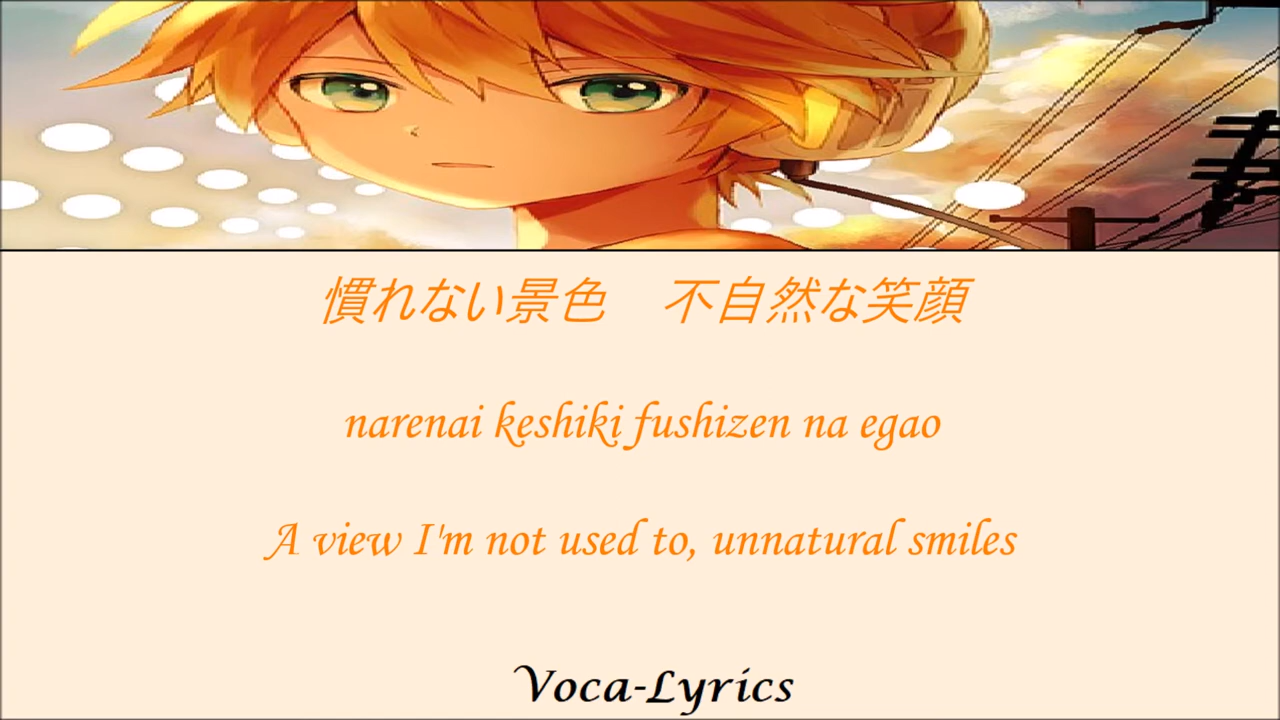 慣れない景色　不自然な笑顔
narenai keshiki fushizen na egao
A view I'm not used to, unnatural smiles
Voca-Lyrics